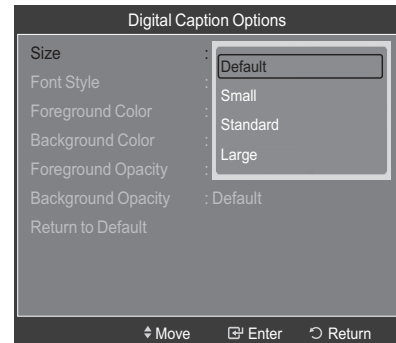 Digital Caption Options
Size :
Default
Small
Standard
Large
Font Style :
Foreground Color :
Background Color :
Foreground Opacity :
Background Opacity : Default
Return to Default
Move Enter Return